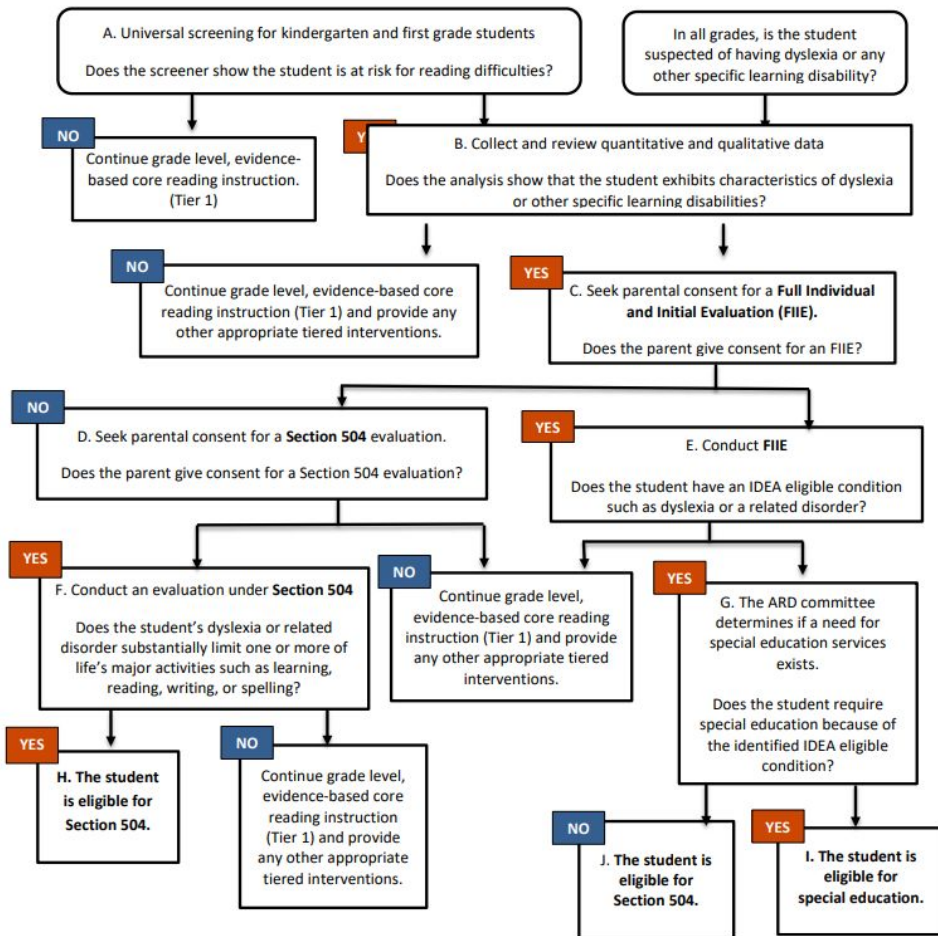 A. Universal screening for kindergarten and first grade students
Does the screener show the student is at risk for reading difficulties?
In all grades, is the student
suspected of having dyslexia or any
other specific learning disability?
NO
Continue grade level, evidence-
based core reading instruction.
(Tier 1)
B. Collect and review quantitative and qualitative data
Does the analysis show that the student exhibits characteristics of dyslexia
or other specific learning disabilities?
NO
Continue grade level, evidence-based core
reading instruction (Tier 1) and provide any
other appropriate tiered interventions.
YES
C. Seek parental consent for a Full Individual
and Initial Evaluation (FIIE).
Does the parent give consent for an FIIE?
NO
D. Seek parental consent for a Section 504 evaluation.
Does the parent give consent for a Section 504 evaluation?
YES
E. Conduct FIIE
Does the student have an IDEA eligible condition
such as dyslexia or a related disorder?
YES
F. Conduct an evaluation under Section 504
Does the student's dyslexia or related
disorder substantially limit one or more of
life's major activities such as learning,
reading, writing, or spelling?
NO
Continue grade level,
evidence-based core reading
instruction (Tier 1) and provide
any other appropriate tiered
interventions.
YES
G. The ARD committee
determines if a need for
special education services
exists.
Does the student require
special education because of
the identified IDEA eligible
condition?
YES
H. The student
is eligible for
Section 504.
NO
Continue grade level,
evidence-based core
reading instruction
(Tier 1) and provide
any other appropriate
tiered interventions.
NO
J. The student is
eligible for
Section 504.
YES
I. The student is
eligible for
special education.